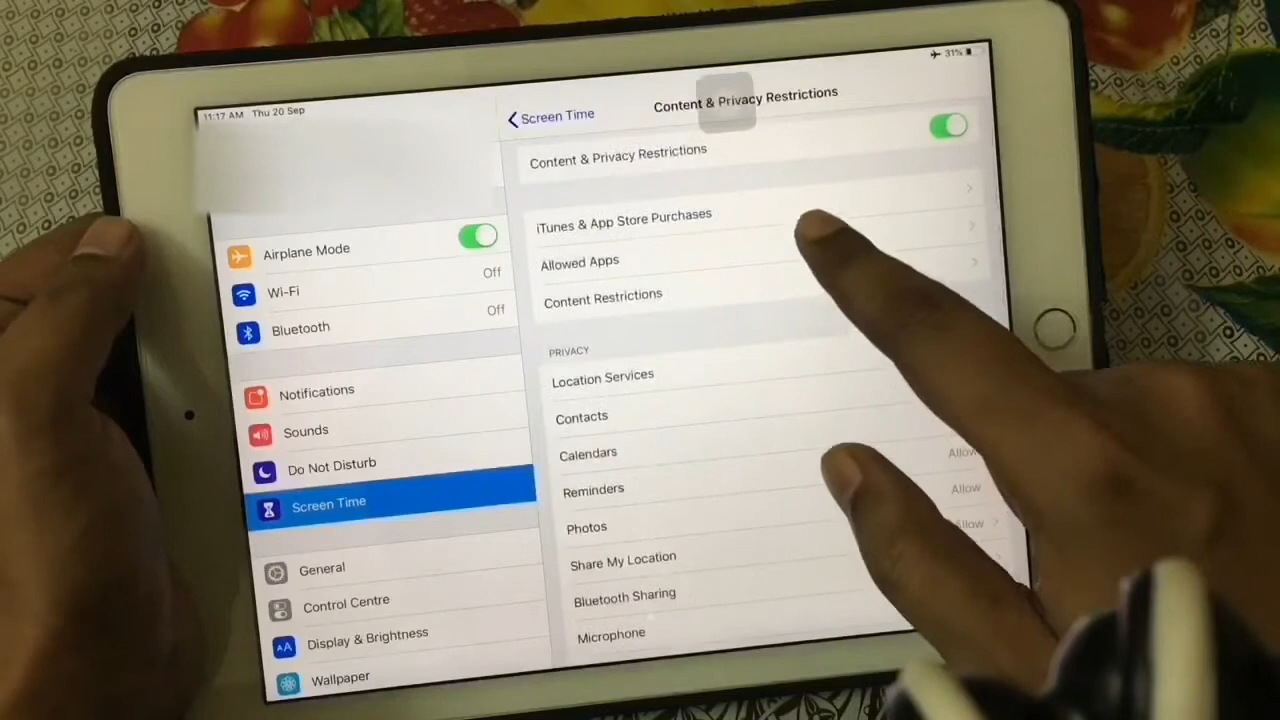 11:17 AM Thu 20 Sep
31%
Airplane Mode
Wi-Fi Off
Bluetooth Off
Notifications
Sounds
Do Not Disturb
Screen Time
General
Control Centre
AA Display & Brightness
Wallpaper
Screen Time
Content & Privacy Restrictions
Content & Privacy Restrictions
iTunes & App Store Purchases
Allowed Apps
Content Restrictions
PRIVACY
Location Services
Contacts
Calendars Allow
Reminders Allow
Photos Allow
Share My Location
Bluetooth Sharing
Microphone